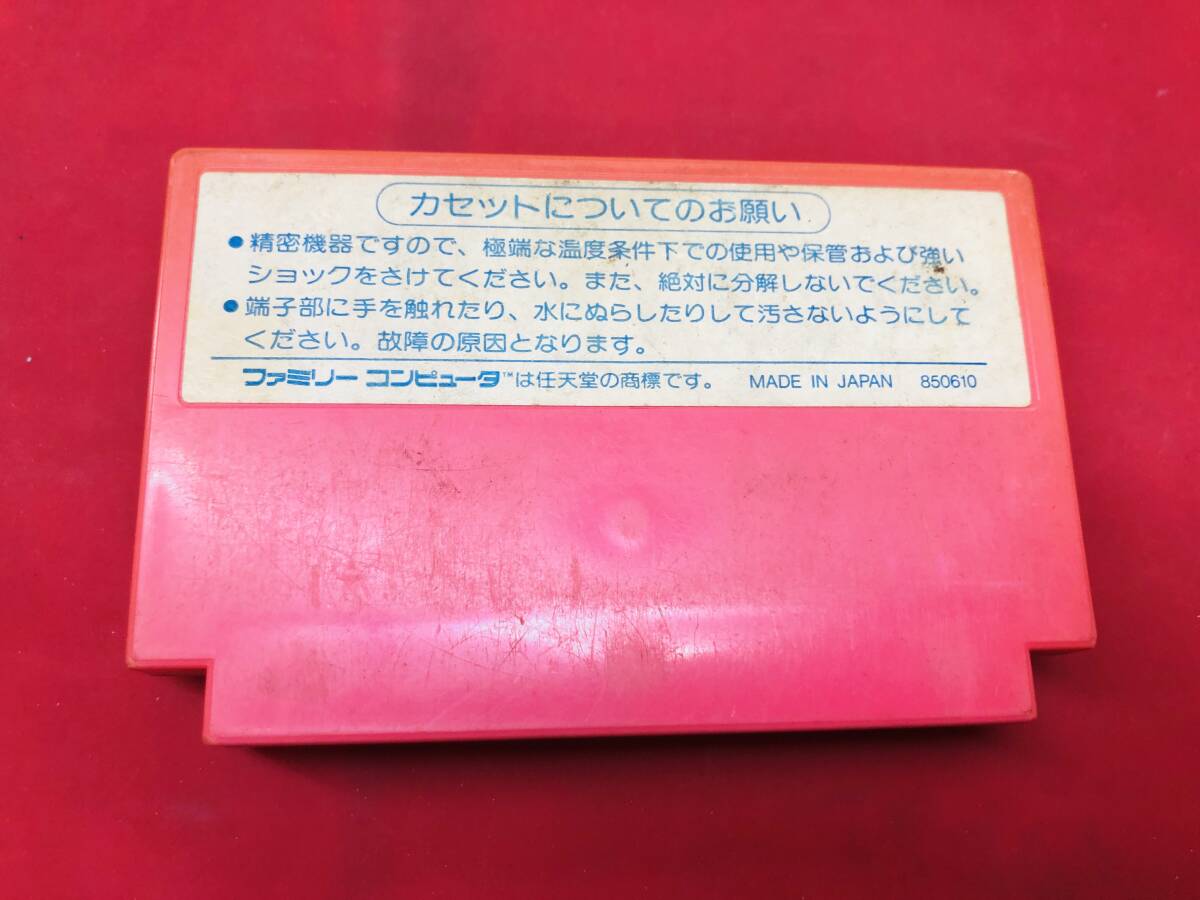 カセットについてのお願い
●精密機器ですので、極端な温度条件下での使用や保管および強い
ショックをさけてください。また、絶対に分解しないでください。
●端子部に手を触れたり、水にぬらしたりして汚さないようにして
ください。故障の原因となります。
ファミリーコンピュータ™は任天堂の商標です。 MADE IN JAPAN 850610